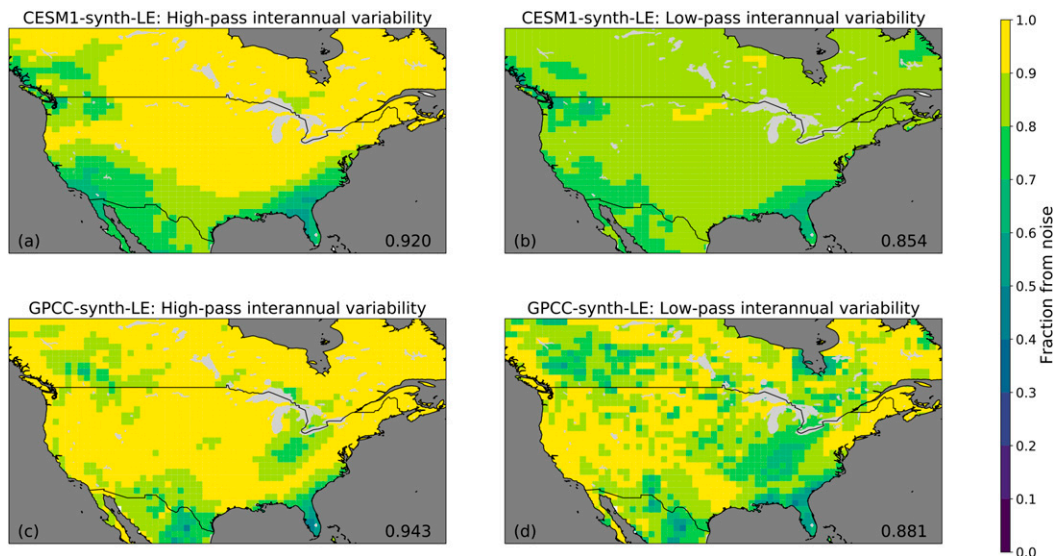 CESM1-synth-LE: High-pass interannual variability
(a)
0.920
CESM1-synth-LE: Low-pass interannual variability
(b)
0.854
GPCC-synth-LE: High-pass interannual variability
(c)
0.943
GPCC-synth-LE: Low-pass interannual variability
(d)
0.881
1.0
0.9
0.8
0.7
0.6
0.5
0.4
0.3
0.2
0.1
0.0
Fraction from noise